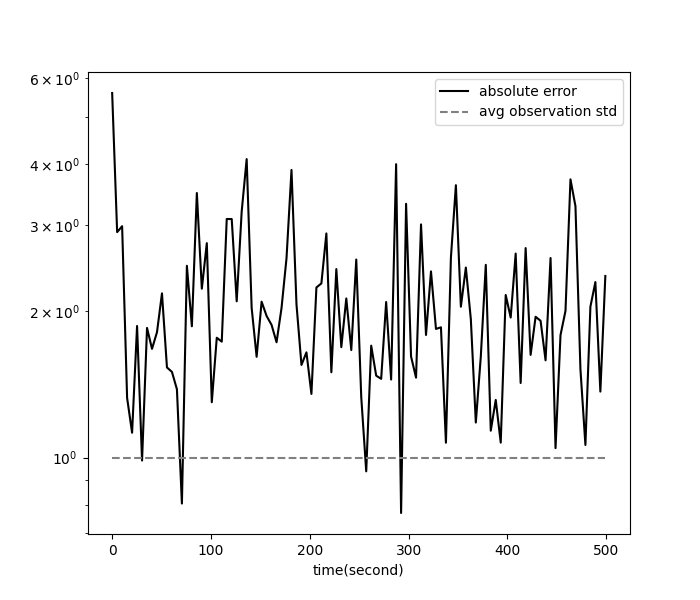 absolute error
avg observation std
6 × 10⁰
4 × 10⁰
3 × 10⁰
2 × 10⁰
10⁰
0 100 200 300 400 500
time(second)